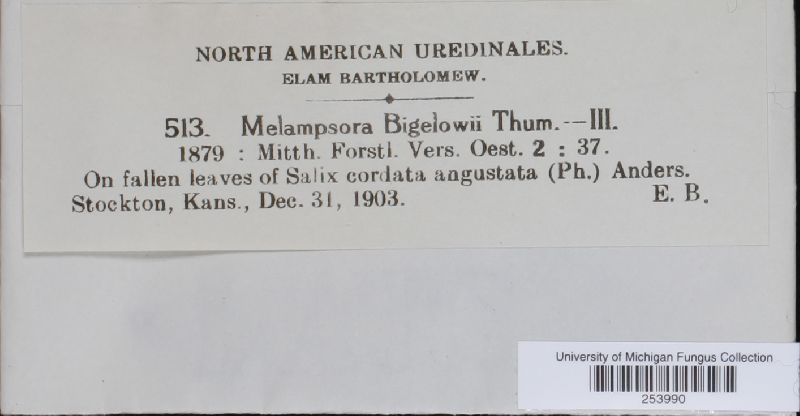 NORTH AMERICAN UREDINALES.
ELAM BARTHOLOMEW.
513. Melampsora Bigelowii Thum.—III.
1879 : Mitth. Forstl. Vers. Oest. 2 : 37.
On fallen leaves of Salix cordata angustata (Ph.) Anders.
Stockton, Kans., Dec. 31, 1903. E. B.
University of Michigan Fungus Collection
253990